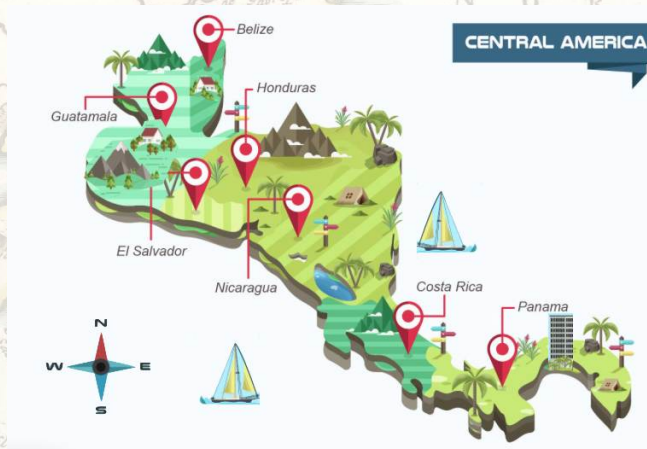 Belize
CENTRAL AMERICA
Honduras
Guatamala
El Salvador
Nicaragua
Costa Rica
Panama
N
W E
S